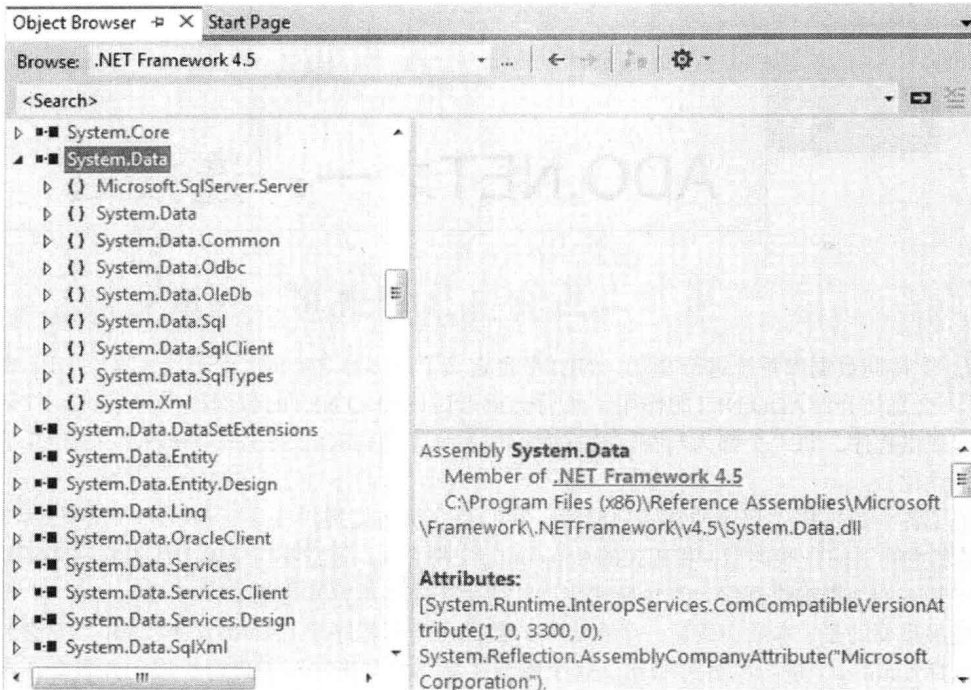 Object Browser
Start Page
Browse: .NET Framework 4.5
...
<Search>
System.Core
System.Data
{} Microsoft.SqlServer.Server
{} System.Data
{} System.Data.Common
{} System.Data.Odbc
{} System.Data.OleDb
{} System.Data.Sql
{} System.Data.SqlClient
{} System.Data.SqlTypes
{} System.Xml
System.Data.DataSetExtensions
System.Data.Entity
System.Data.Entity.Design
System.Data.Linq
System.Data.OracleClient
System.Data.Services
System.Data.Services.Client
System.Data.Services.Design
System.Data.SqlXml
Assembly System.Data
Member of .NET Framework 4.5
C:\Program Files (x86)\Reference Assemblies\Microsoft
\Framework\.NETFramework\v4.5\System.Data.dll
Attributes:
[System.Runtime.InteropServices.ComCompatibleVersionAt
tribute(1, 0, 3300, 0),
System.Reflection.AssemblyCompanyAttribute("Microsoft
Corporation"),